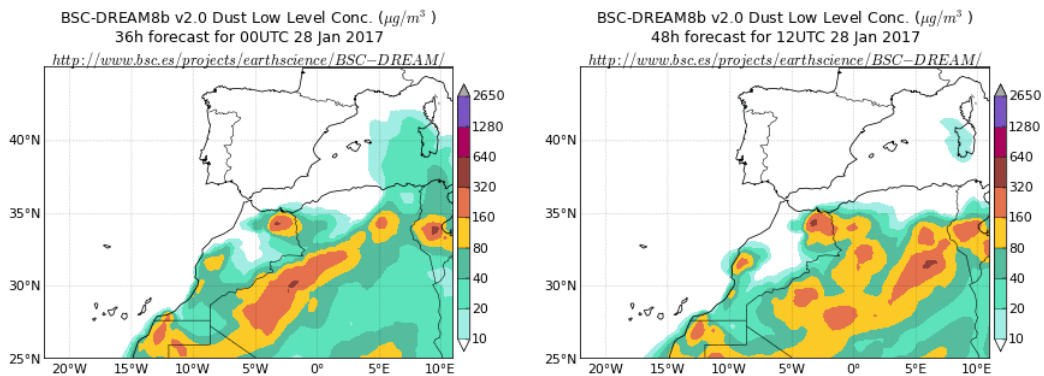 BSC-DREAM8b v2.0 Dust Low Level Conc. (μg/m³ )
36h forecast for 00UTC 28 Jan 2017
http://www.bsc.es/projects/earthscience/BSC−DREAM/
40°N
35°N
30°N
25°N
20°W
15°W
10°W
5°W
0°
5°E
10°E
2650
1280
640
320
160
80
40
20
10
BSC-DREAM8b v2.0 Dust Low Level Conc. (μg/m³ )
48h forecast for 12UTC 28 Jan 2017
http://www.bsc.es/projects/earthscience/BSC−DREAM/
40°N
35°N
30°N
25°N
20°W
15°W
10°W
5°W
0°
5°E
10°E
2650
1280
640
320
160
80
40
20
10